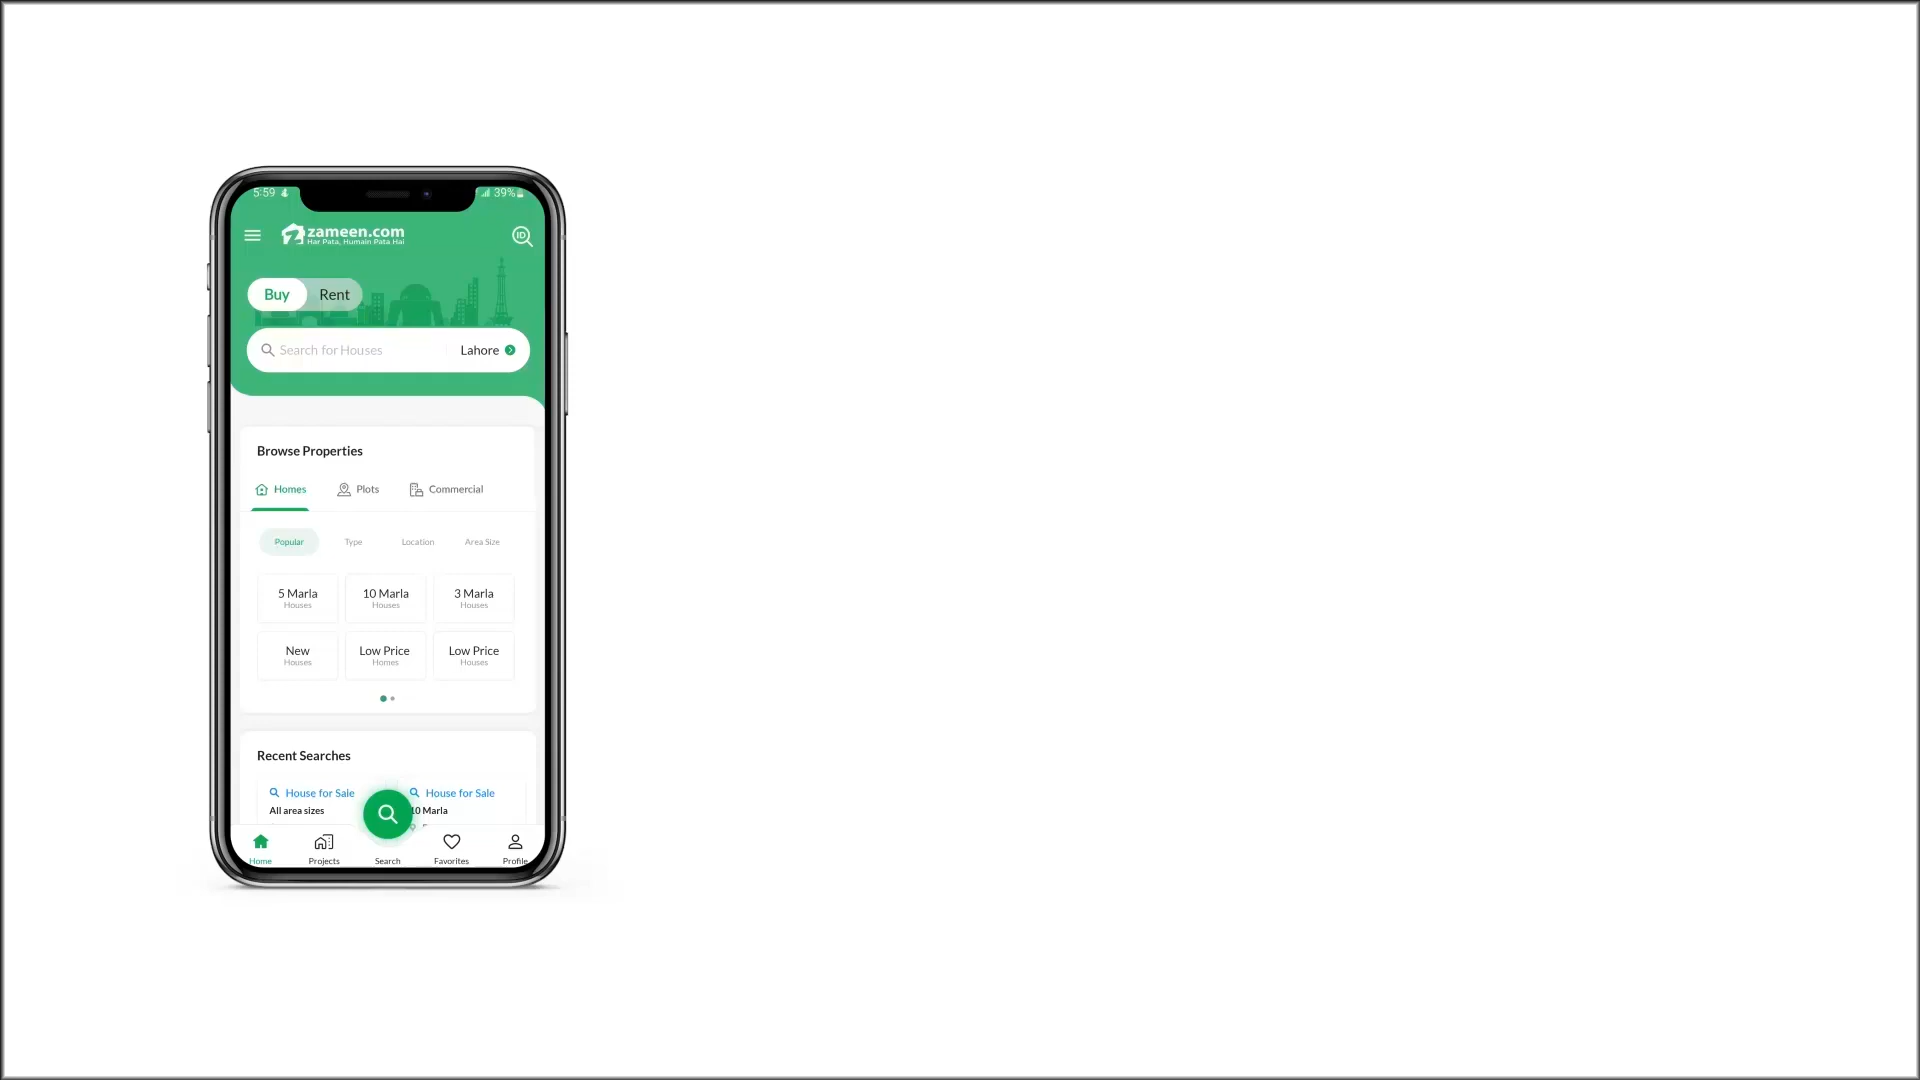 5:59
39%
zameen.com
Har Pata, Humain Pata Hai
ID
Buy Rent
Search for Houses Lahore
Browse Properties
Homes Plots Commercial
Popular Type Location Area Size
5 Marla 10 Marla 3 Marla
Houses Houses Houses
New Low Price Low Price
Houses Homes Houses
Recent Searches
House for Sale House for Sale
All area sizes 10 Marla
Home Projects Search Favorites Profile